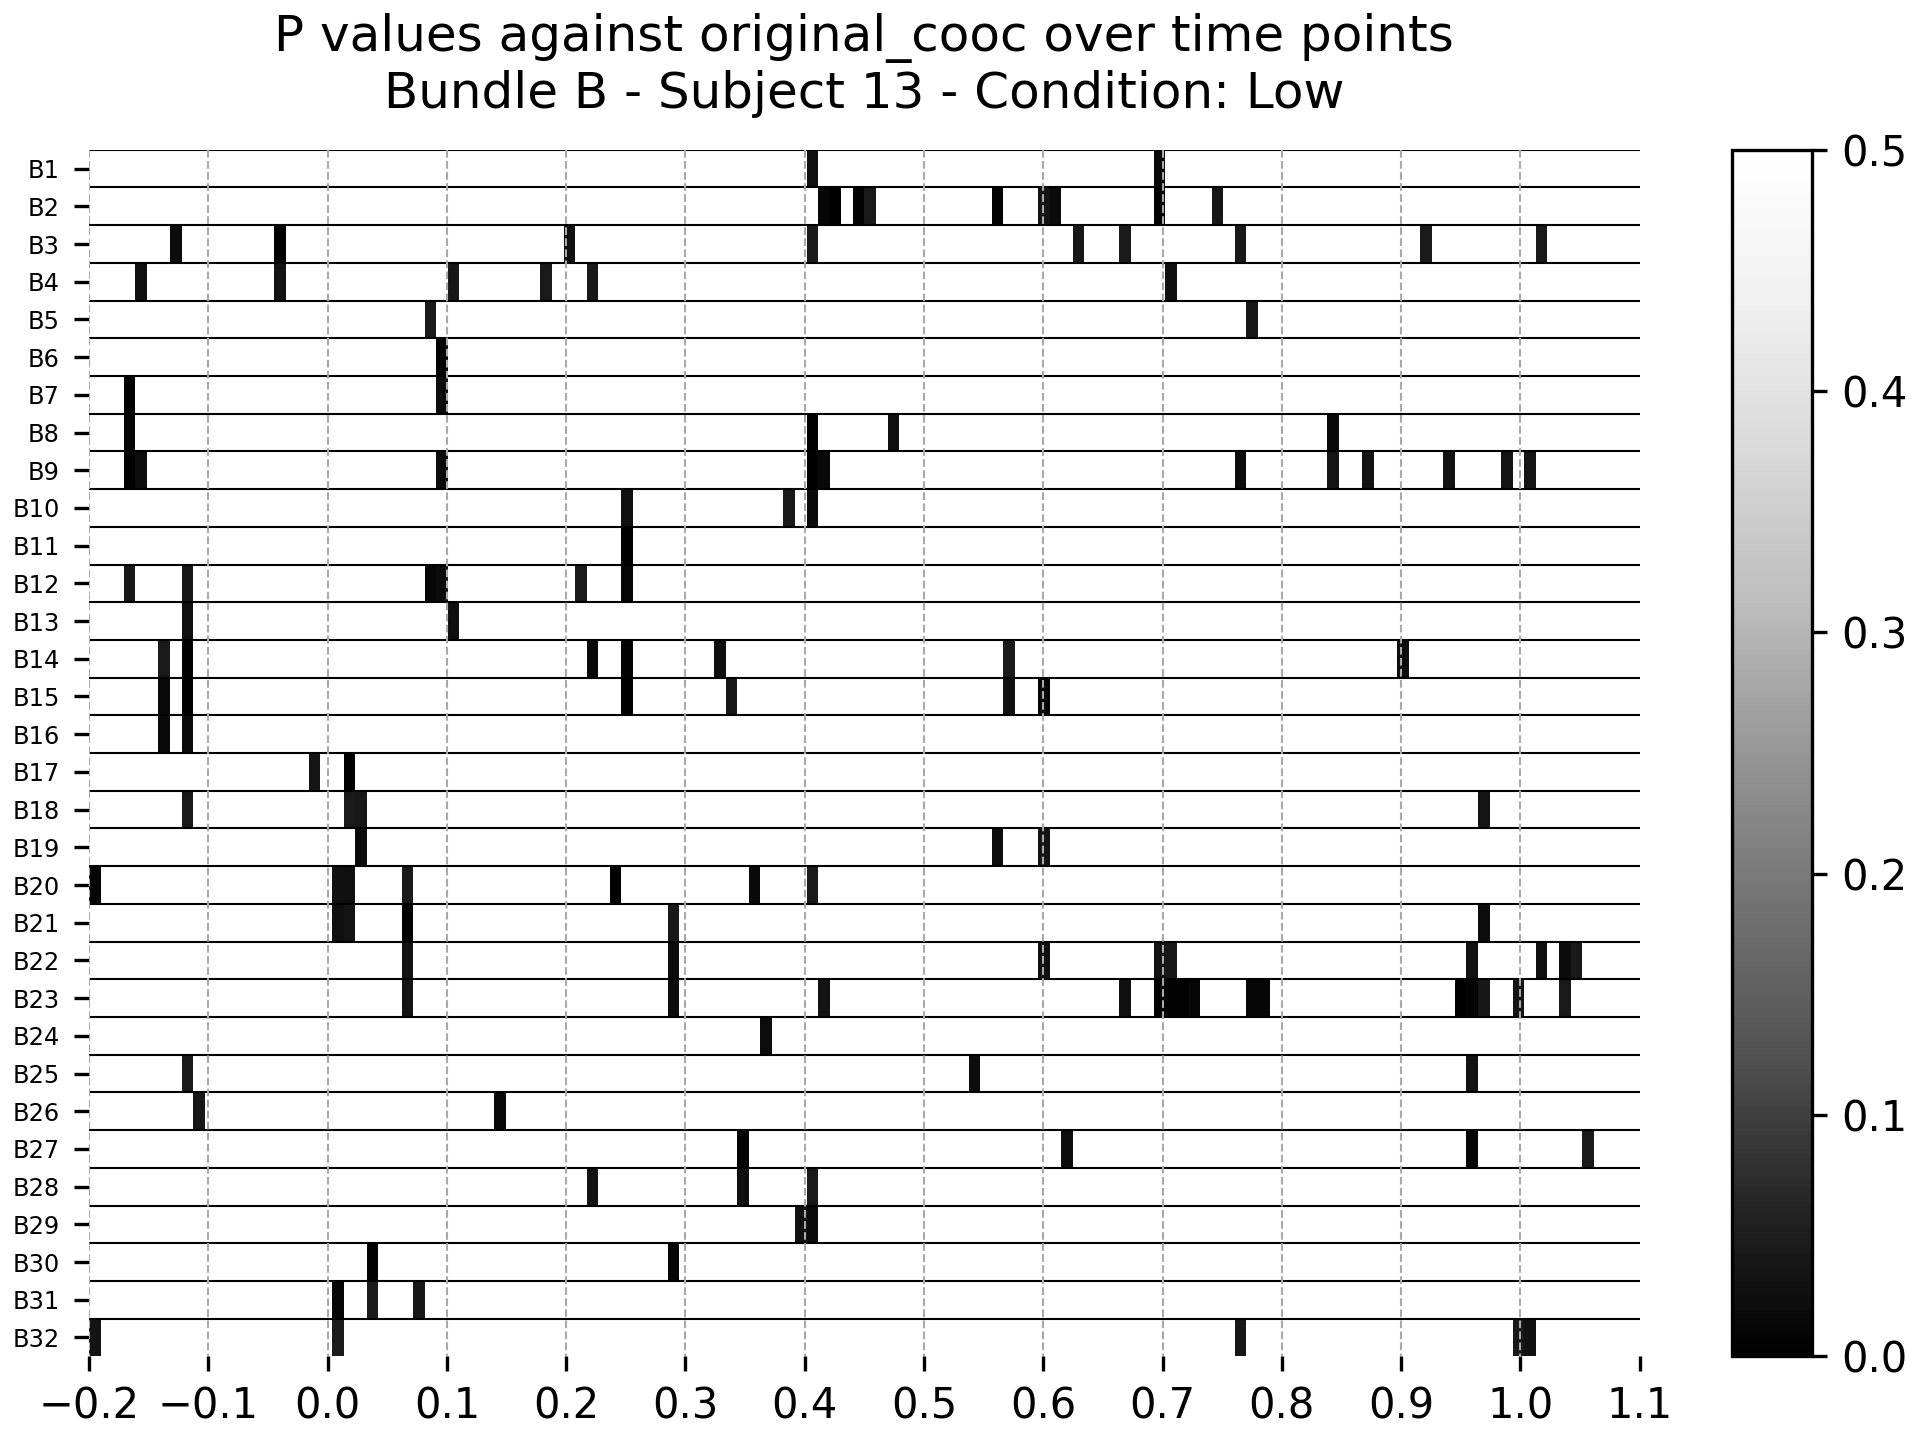 P values against original_cooc over time points
Bundle B - Subject 13 - Condition: Low
B1
B2
B3
B4
B5
B6
B7
B8
B9
B10
B11
B12
B13
B14
B15
B16
B17
B18
B19
B20
B21
B22
B23
B24
B25
B26
B27
B28
B29
B30
B31
B32
−0.2 −0.1 0.0 0.1 0.2 0.3 0.4 0.5 0.6 0.7 0.8 0.9 1.0 1.1
0.5
0.4
0.3
0.2
0.1
0.0